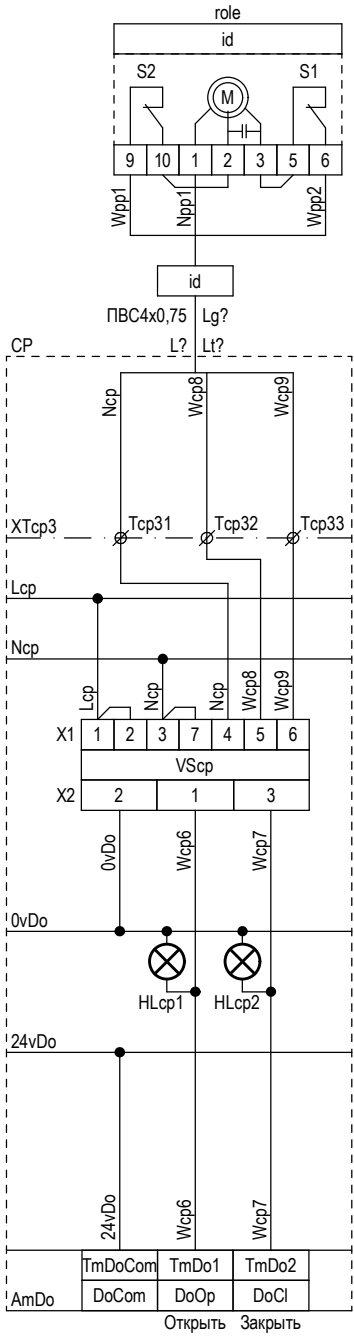 role
id
S2 M S1
9 10 1 2 3 5 6
Wpp1 Npp1 Wpp2
id
ПВС4x0,75 Lg?
CP L? Lt?
Ncp Wcp8 Wcp9
XTcp3 Tcp31 Tcp32 Tcp33
Lcp
Ncp
Lcp Ncp Ncp Wcp8 Wcp9
X1 1 2 3 7 4 5 6
VScp
X2 2 1 3
0vDo Wcp6 Wcp7
0vDo
HLcp1 HLcp2
24vDo
24vDo Wcp6 Wcp7
TmDoCom TmDo1 TmDo2
AmDo DoCom DoOp DoCl
Открыть Закрыть